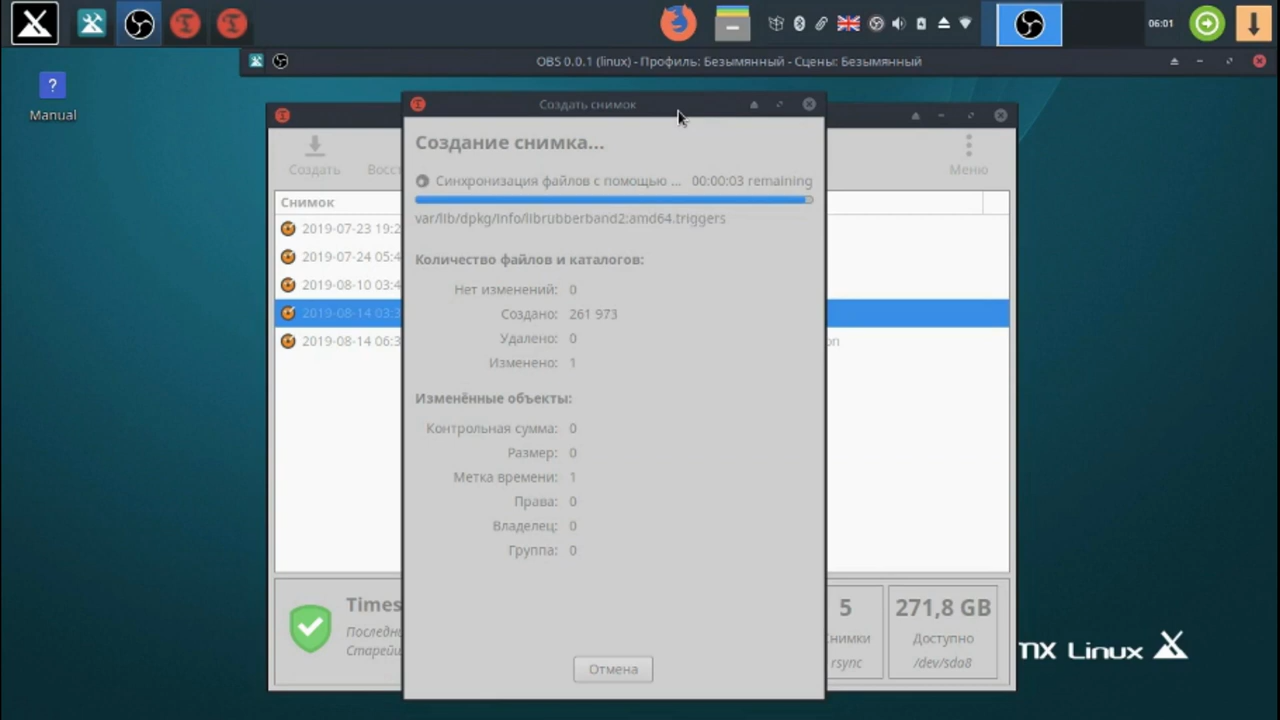 06:01
OBS 0.0.1 (linux) - Профиль: Безымянный - Сцены: Безымянный
?
Manual
Создать снимок
Создание снимка...
Создать
Меню
Синхронизация файлов с помощью ... 00:00:03 remaining
Снимок
var/lib/dpkg/info/librubberband2:amd64.triggers
2019-07-23 19:2
2019-07-24 05:4
2019-08-10 03:4
2019-08-14 03:3
2019-08-14 06:3
on
Количество файлов и каталогов:
Нет изменений: 0
Создано: 261 973
Удалено: 0
Изменено: 1
Изменённые объекты:
Контрольная сумма: 0
Размер: 0
Метка времени: 1
Права: 0
Владелец: 0
Группа: 0
Отмена
Times
Последн
Старейш
5
нимки
rsync
271,8 GB
Доступно
/dev/sda8
MX Linux